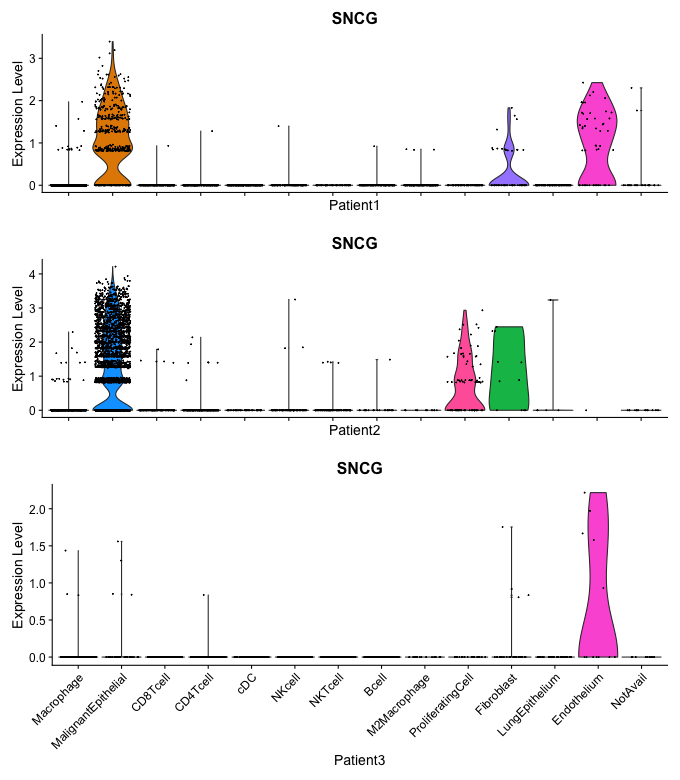 SNCG
Expression Level
3
2
1
0
Patient1
SNCG
Expression Level
4
3
2
1
0
Patient2
SNCG
Expression Level
2.0
1.5
1.0
0.5
0.0
Macrophage
MalignantEpithelial
CD8Tcell
CD4Tcell
cDC
NKcell
NKTcell
Bcell
M2Macrophage
ProliferatingCell
Fibroblast
LungEpithelium
Endothelium
NotAvail
Patient3